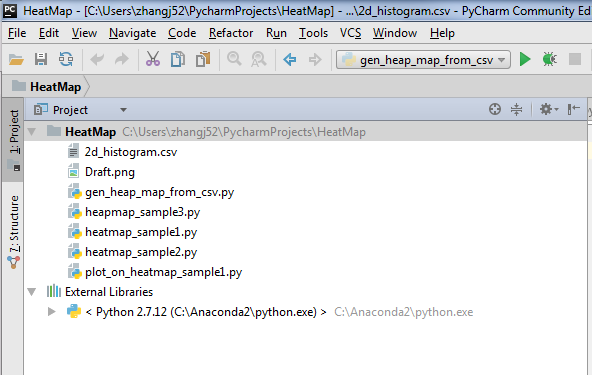 PC HeatMap - [C:\Users\zhangj52\PycharmProjects\HeatMap] - ...\2d_histogram.csv - PyCharm Community Edi
File Edit View Navigate Code Refactor Run Tools VCS Window Help
gen_heap_map_from_csv
HeatMap
Project
1: Project
7: Structure
HeatMap C:\Users\zhangj52\PycharmProjects\HeatMap
2d_histogram.csv
Draft.png
gen_heap_map_from_csv.py
heapmap_sample3.py
heatmap_sample1.py
heatmap_sample2.py
plot_on_heatmap_sample1.py
External Libraries
< Python 2.7.12 (C:\Anaconda2\python.exe) > C:\Anaconda2\python.exe